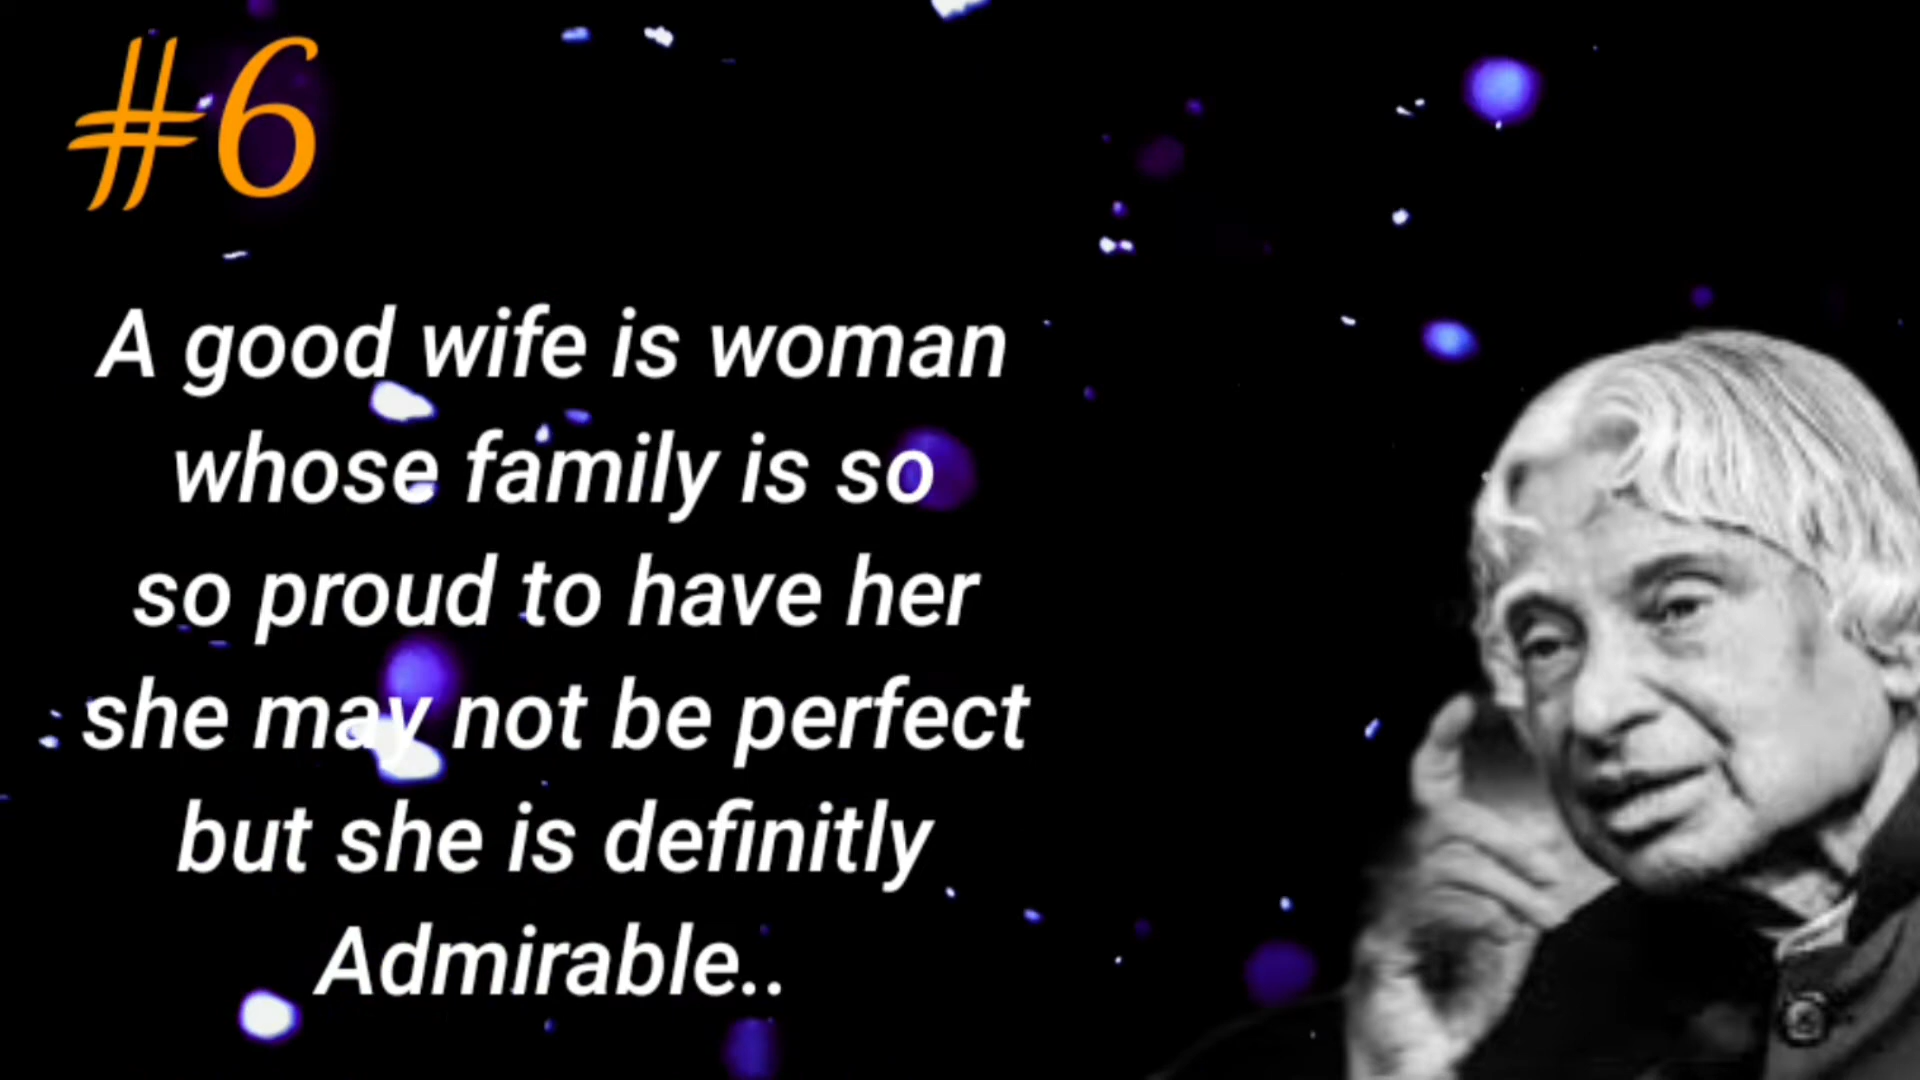 #6
A good wife is woman
whose family is so
so proud to have her
she may not be perfect
but she is definitly
Admirable..